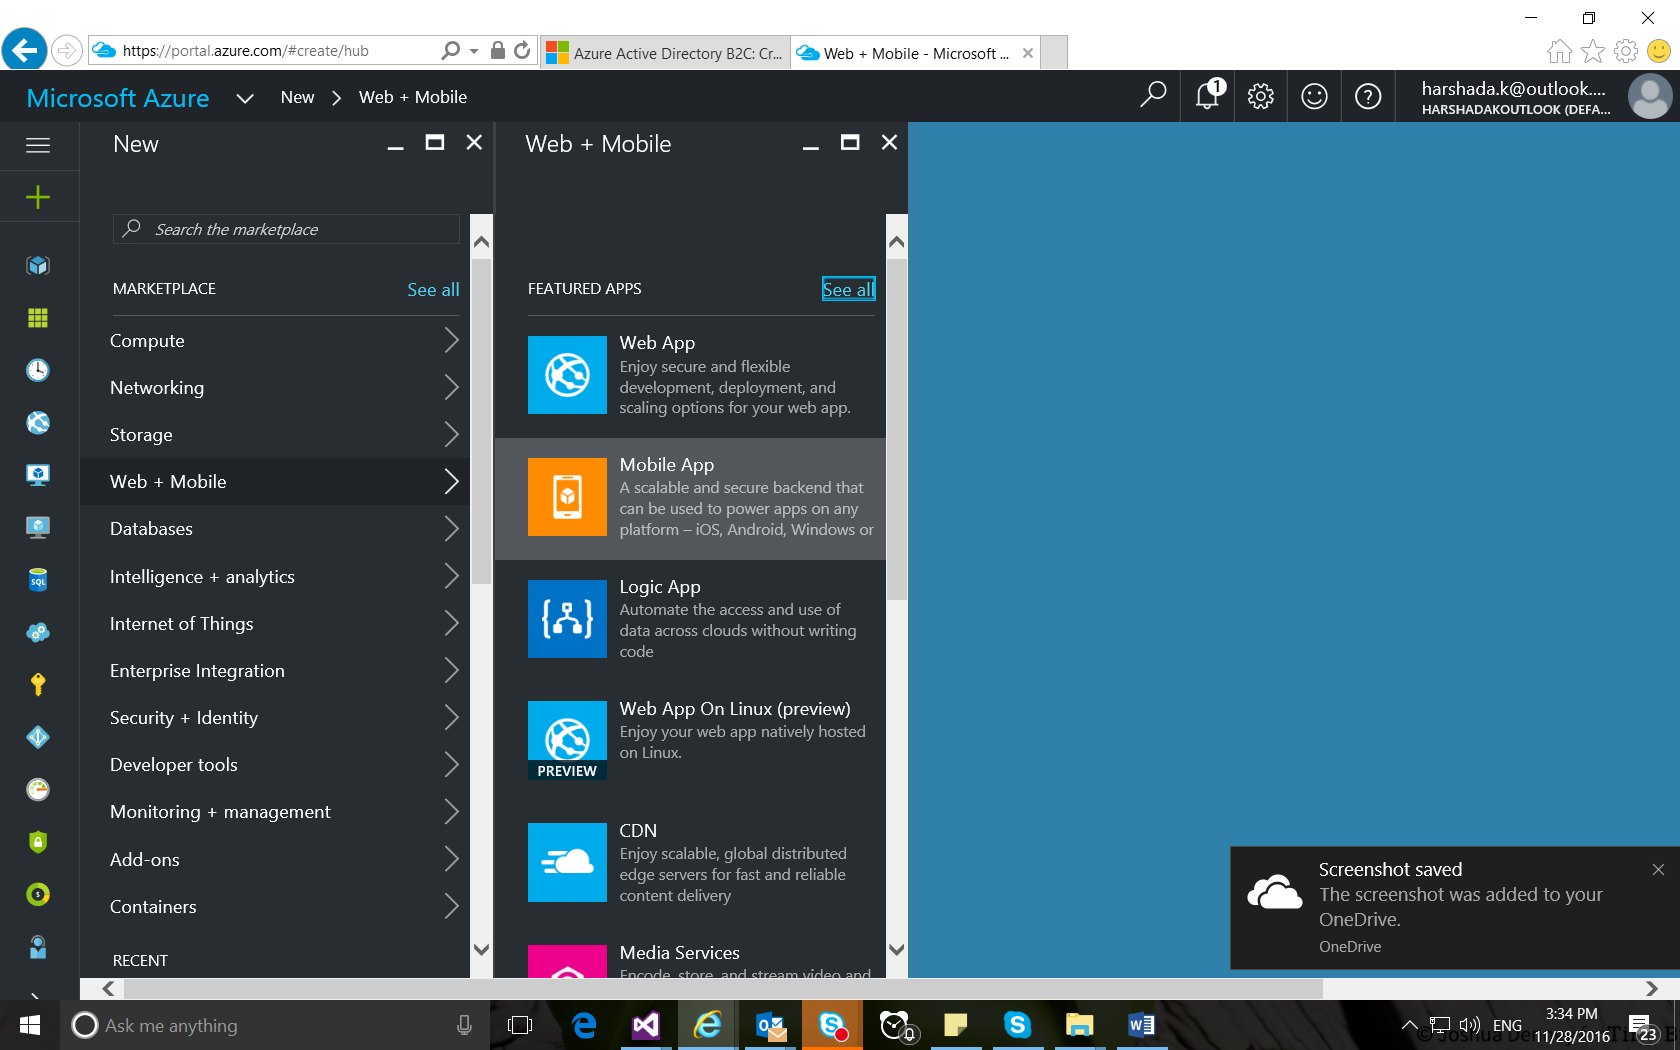 https://portal.azure.com/#create/hub
Azure Active Directory B2C: Cr...
Web + Mobile - Microsoft ...
Microsoft Azure
New
Web + Mobile
1
harshada.k@outlook....
HARSHADAKOUTLOOK (DEFA...
New
Search the marketplace
MARKETPLACE
See all
Compute
Networking
Storage
Web + Mobile
Databases
Intelligence + analytics
Internet of Things
Enterprise Integration
Security + Identity
Developer tools
Monitoring + management
Add-ons
Containers
RECENT
SQL
Web + Mobile
FEATURED APPS
See all
Web App
Enjoy secure and flexible
development, deployment, and
scaling options for your web app.
Mobile App
A scalable and secure backend that
can be used to power apps on any
platform – iOS, Android, Windows or
Logic App
Automate the access and use of
data across clouds without writing
code
Web App On Linux (preview)
Enjoy your web app natively hosted
on Linux.
PREVIEW
CDN
Enjoy scalable, global distributed
edge servers for fast and reliable
content delivery
Media Services
Encode, store, and stream video and
Screenshot saved
The screenshot was added to your
OneDrive.
OneDrive
Ask me anything
ENG
3:34 PM
11/28/2016
23